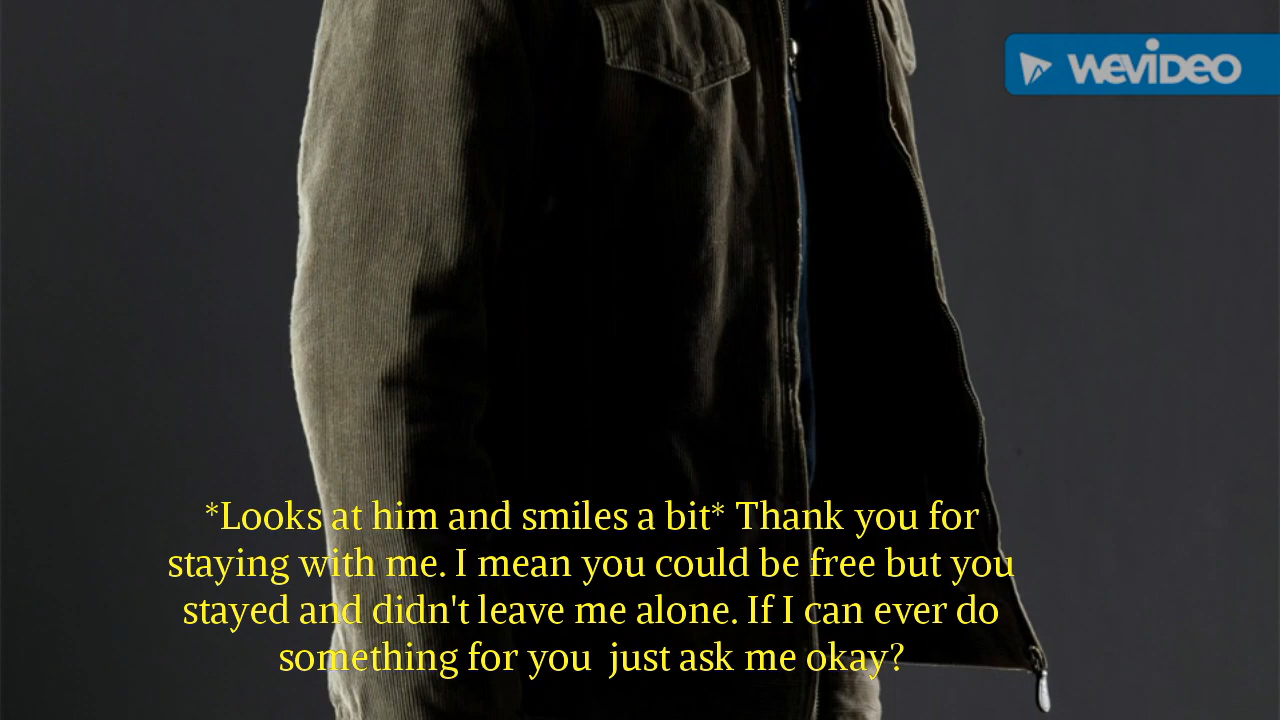 WEVIDEO
*Looks at him and smiles a bit* Thank you for
staying with me. I mean you could be free but you
stayed and didn't leave me alone. If I can ever do
something for you  just ask me okay?